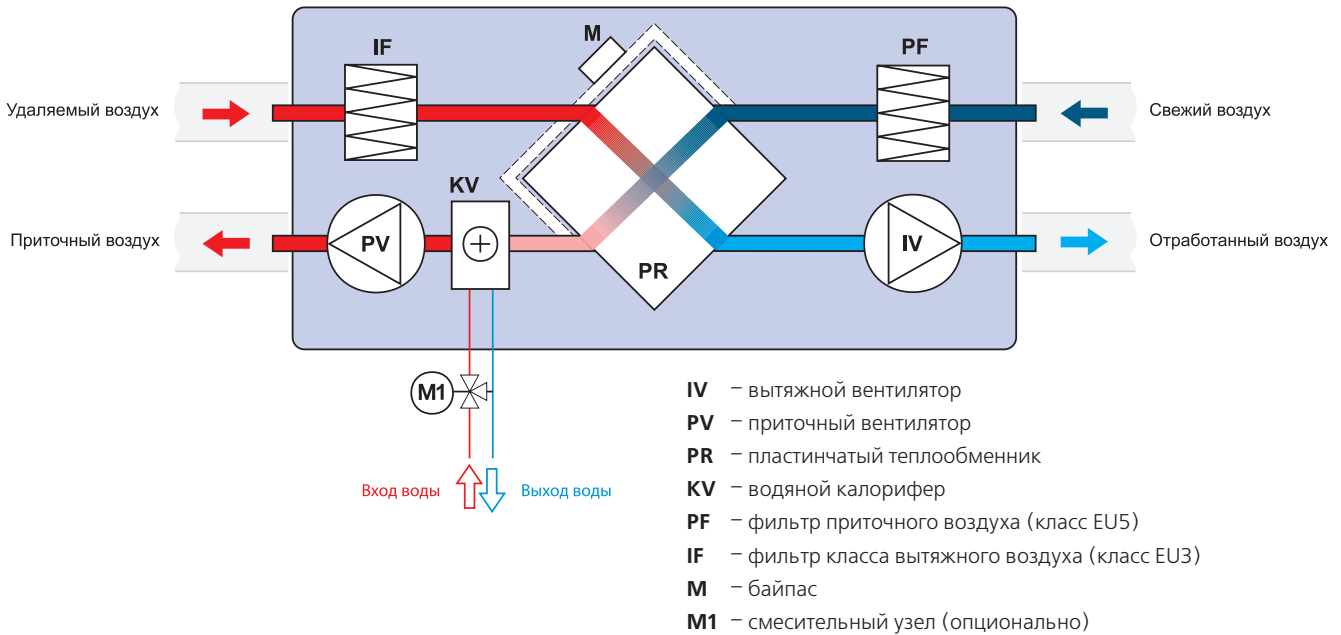 IF
M
PF
Удаляемый воздух
Свежий воздух
KV
Приточный воздух
PV
IV
Отработанный воздух
PR
M1
Вход воды
Выход воды
IV – вытяжной вентилятор
PV – приточный вентилятор
PR – пластинчатый теплообменник
KV – водяной калорифер
PF – фильтр приточного воздуха (класс EU5)
IF – фильтр класса вытяжного воздуха (класс EU3)
M – байпас
M1 – смесительный узел (опционально)